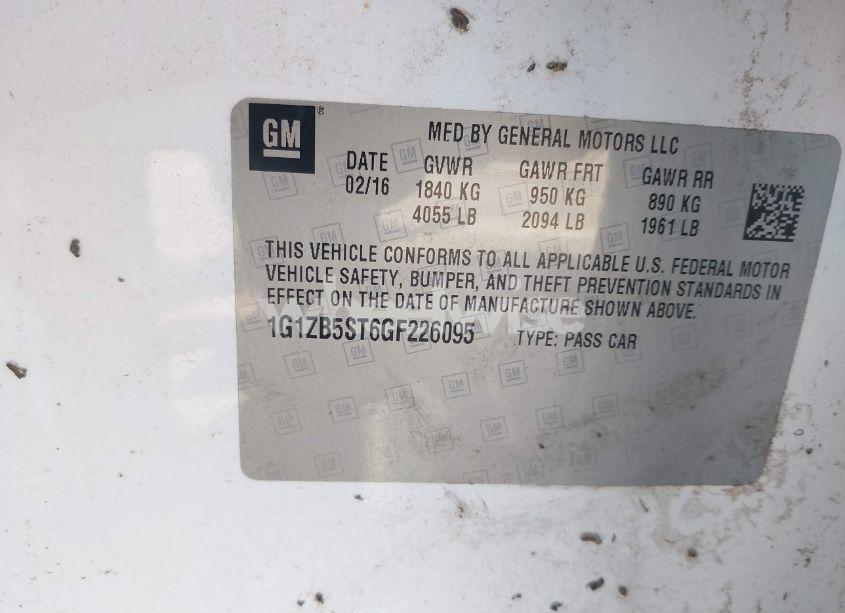 GM ®
MFD BY GENERAL MOTORS LLC
DATE GVWR GAWR FRT GAWR RR
02/16 1840 KG 950 KG 890 KG
4055 LB 2094 LB 1961 LB
THIS VEHICLE CONFORMS TO ALL APPLICABLE U.S. FEDERAL MOTOR
VEHICLE SAFETY, BUMPER, AND THEFT PREVENTION STANDARDS IN
EFFECT ON THE DATE OF MANUFACTURE SHOWN ABOVE.
1G1ZB5ST6GF226095 TYPE: PASS CAR